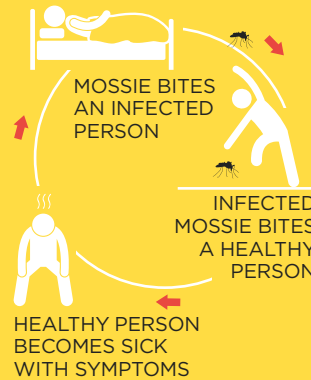 MOSSIE BITES
AN INFECTED
PERSON
INFECTED
MOSSIE BITES
A HEALTHY
PERSON
HEALTHY PERSON
BECOMES SICK
WITH SYMPTOMS